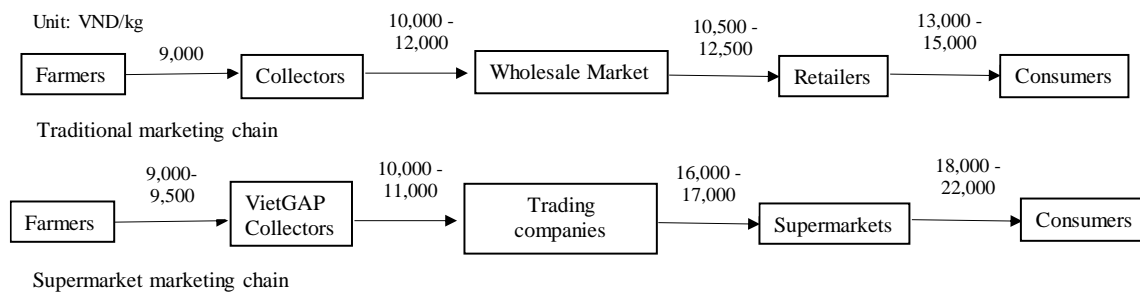 Unit: VND/kg
10,000 -
12,000
10,500 -
12,500
13,000 -
15,000
9,000
Farmers
Collectors
Wholesale Market
Retailers
Consumers
Traditional marketing chain
9,000-
9,500
10,000 -
11,000
16,000 -
17,000
18,000 -
22,000
Farmers
VietGAP
Collectors
Trading
companies
Supermarkets
Consumers
Supermarket marketing chain